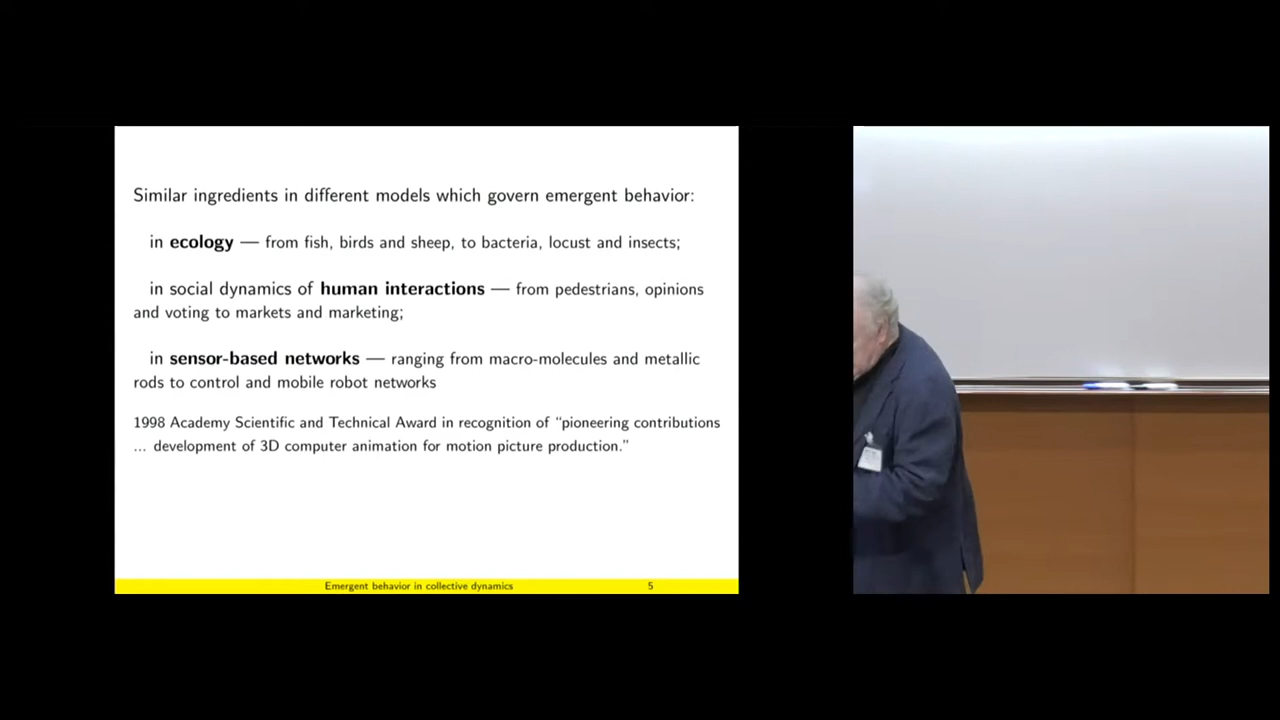 Similar ingredients in different models which govern emergent behavior:
in ecology — from fish, birds and sheep, to bacteria, locust and insects;
in social dynamics of human interactions — from pedestrians, opinions
and voting to markets and marketing;
in sensor-based networks — ranging from macro-molecules and metallic
rods to control and mobile robot networks
1998 Academy Scientific and Technical Award in recognition of “pioneering contributions
... development of 3D computer animation for motion picture production.”
Emergent behavior in collective dynamics 5